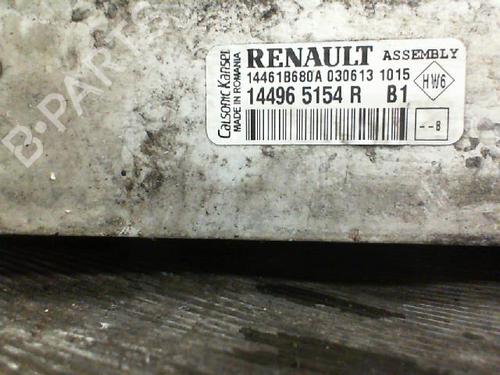 RENAULT ASSEMBLY
14461B680A 030613 1015
14496 5154 R B1
HW6
--8
Calsonic Kansei
MADE IN ROMANIA
B-PARTS